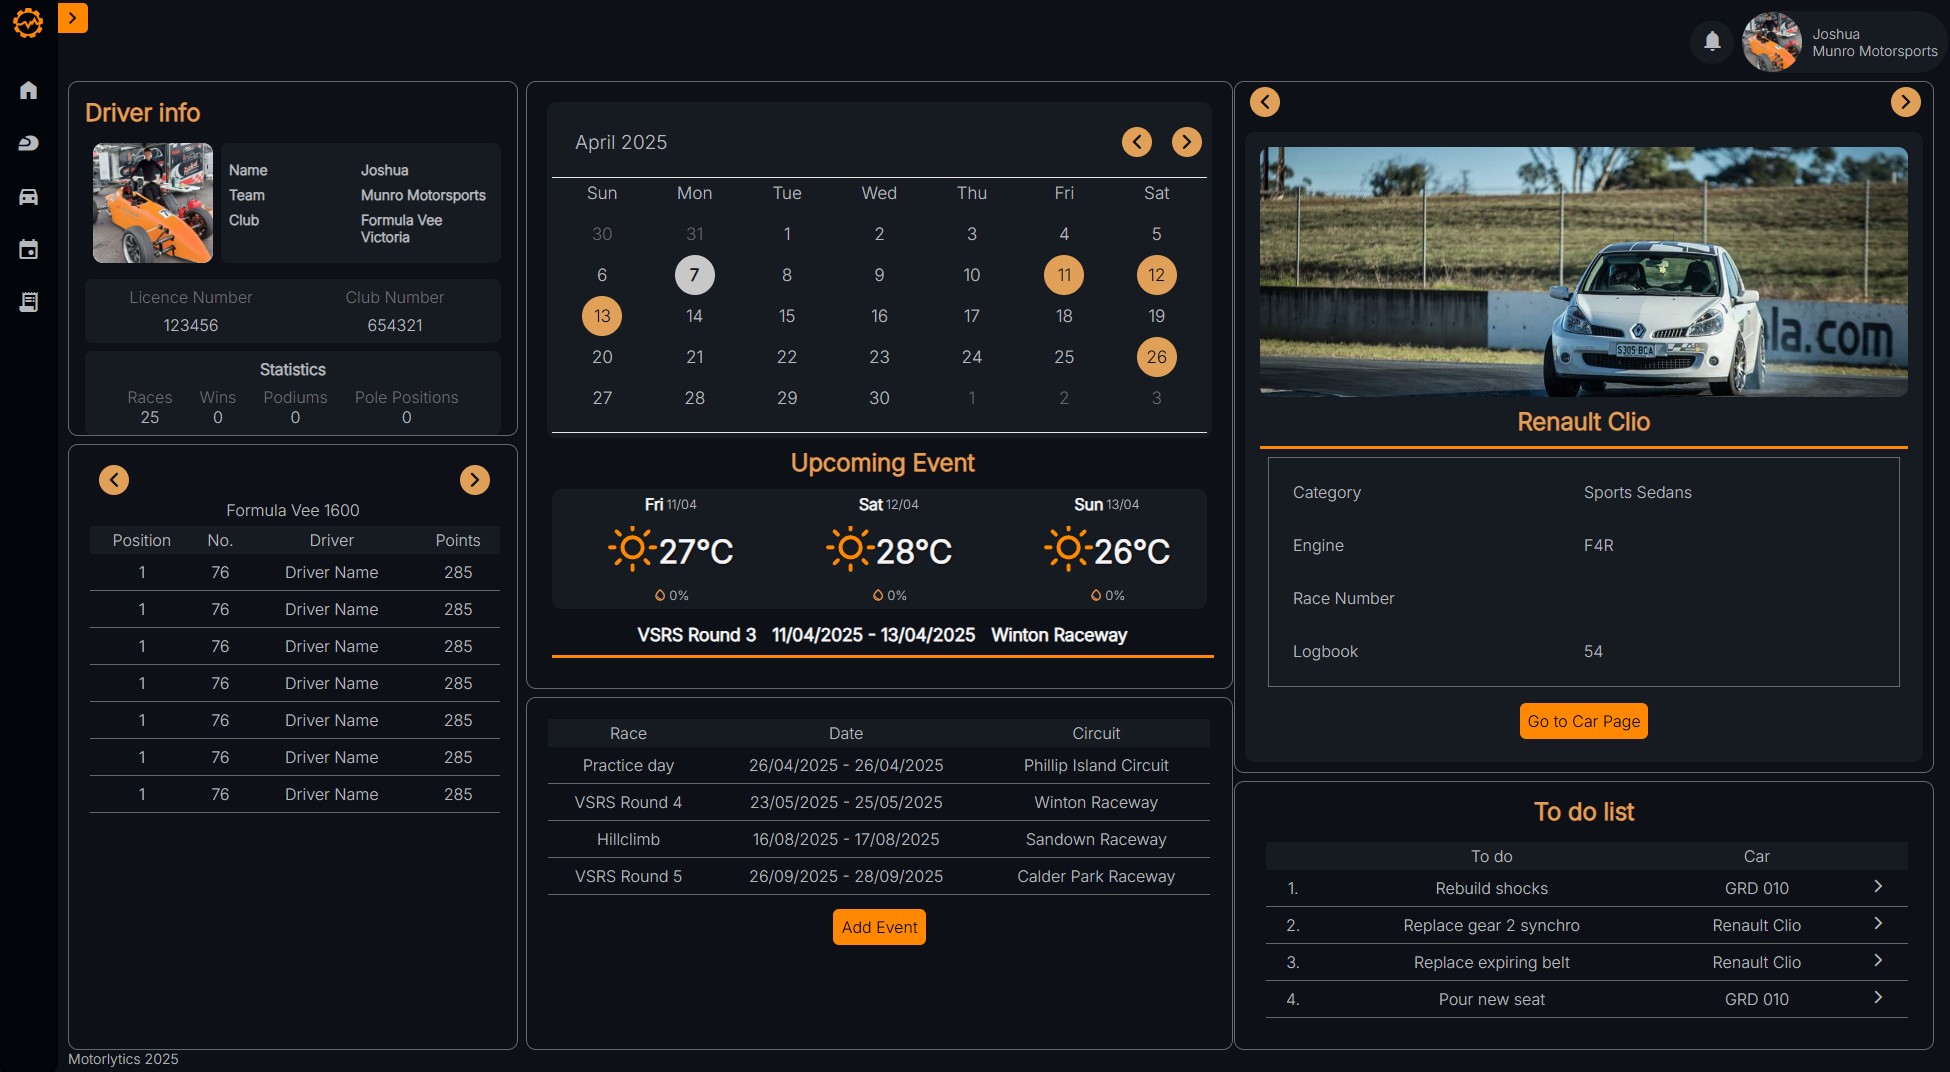 Joshua
Munro Motorsports
Driver info
Name Joshua
Team Munro Motorsports
Club Formula Vee
Victoria
Licence Number Club Number
123456 654321
Statistics
Races Wins Podiums Pole Positions
25 0 0 0
Formula Vee 1600
Position No. Driver Points
1 76 Driver Name 285
1 76 Driver Name 285
1 76 Driver Name 285
1 76 Driver Name 285
1 76 Driver Name 285
1 76 Driver Name 285
1 76 Driver Name 285
April 2025
Sun Mon Tue Wed Thu Fri Sat
30 31 1 2 3 4 5
6 7 8 9 10 11 12
13 14 15 16 17 18 19
20 21 22 23 24 25 26
27 28 29 30 1 2 3
Upcoming Event
Fri 11/04 Sat 12/04 Sun 13/04
27°C 28°C 26°C
0% 0% 0%
VSRS Round 3 11/04/2025 - 13/04/2025 Winton Raceway
Race Date Circuit
Practice day 26/04/2025 - 26/04/2025 Phillip Island Circuit
VSRS Round 4 23/05/2025 - 25/05/2025 Winton Raceway
Hillclimb 16/08/2025 - 17/08/2025 Sandown Raceway
VSRS Round 5 26/09/2025 - 28/09/2025 Calder Park Raceway
Add Event
la.com
S305·BCA
Renault Clio
Category Sports Sedans
Engine F4R
Race Number
Logbook 54
Go to Car Page
To do list
To do Car
1. Rebuild shocks GRD 010
2. Replace gear 2 synchro Renault Clio
3. Replace expiring belt Renault Clio
4. Pour new seat GRD 010
Motorlytics 2025